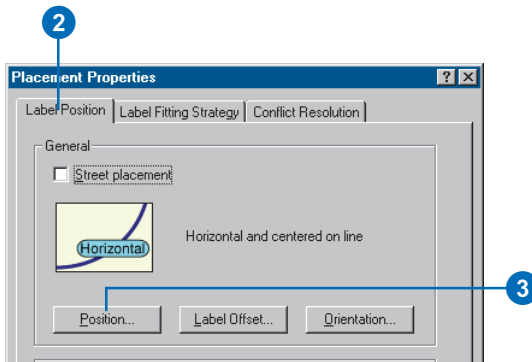 2
Placement Properties
Label Position Label Fitting Strategy Conflict Resolution
General
Street placement
Horizontal Horizontal and centered on line
3
Position... Label Offset... Orientation...